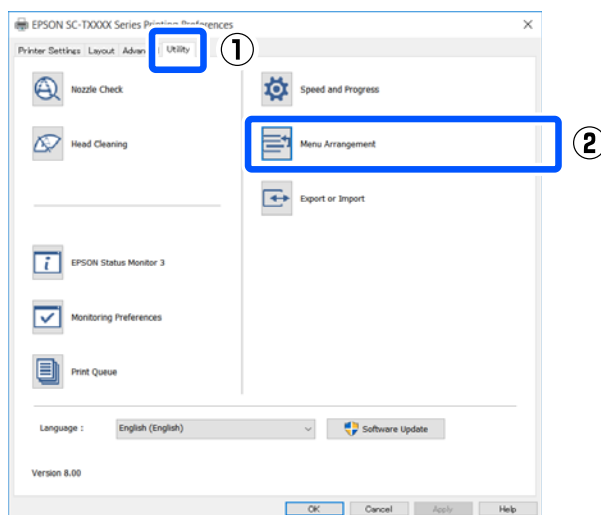 EPSON SC-TXXXX Series Printing Preferences
Printer Settings Layout Advan Utility
①
Nozzle Check
Speed and Progress
Head Cleaning
Menu Arrangement
②
Export or Import
EPSON Status Monitor 3
Monitoring Preferences
Print Queue
Language : English (English) Software Update
Version 8.00
OK Cancel Apply Help